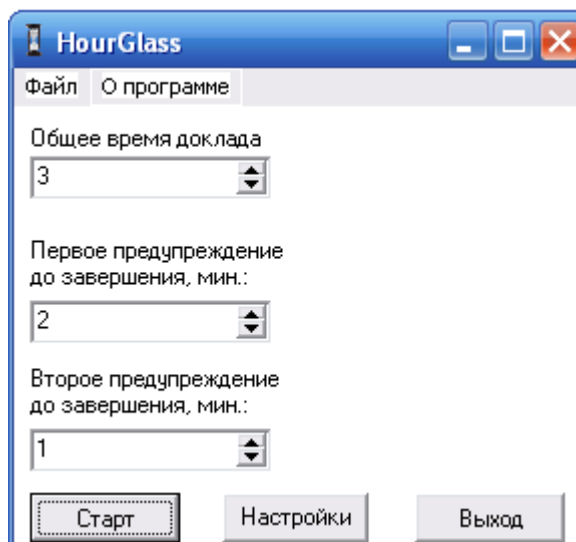 HourGlass
Файл О программе
Общее время доклада
3
Первое предупреждение
до завершения, мин.:
2
Второе предупреждение
до завершения, мин.:
1
Старт Настройки Выход